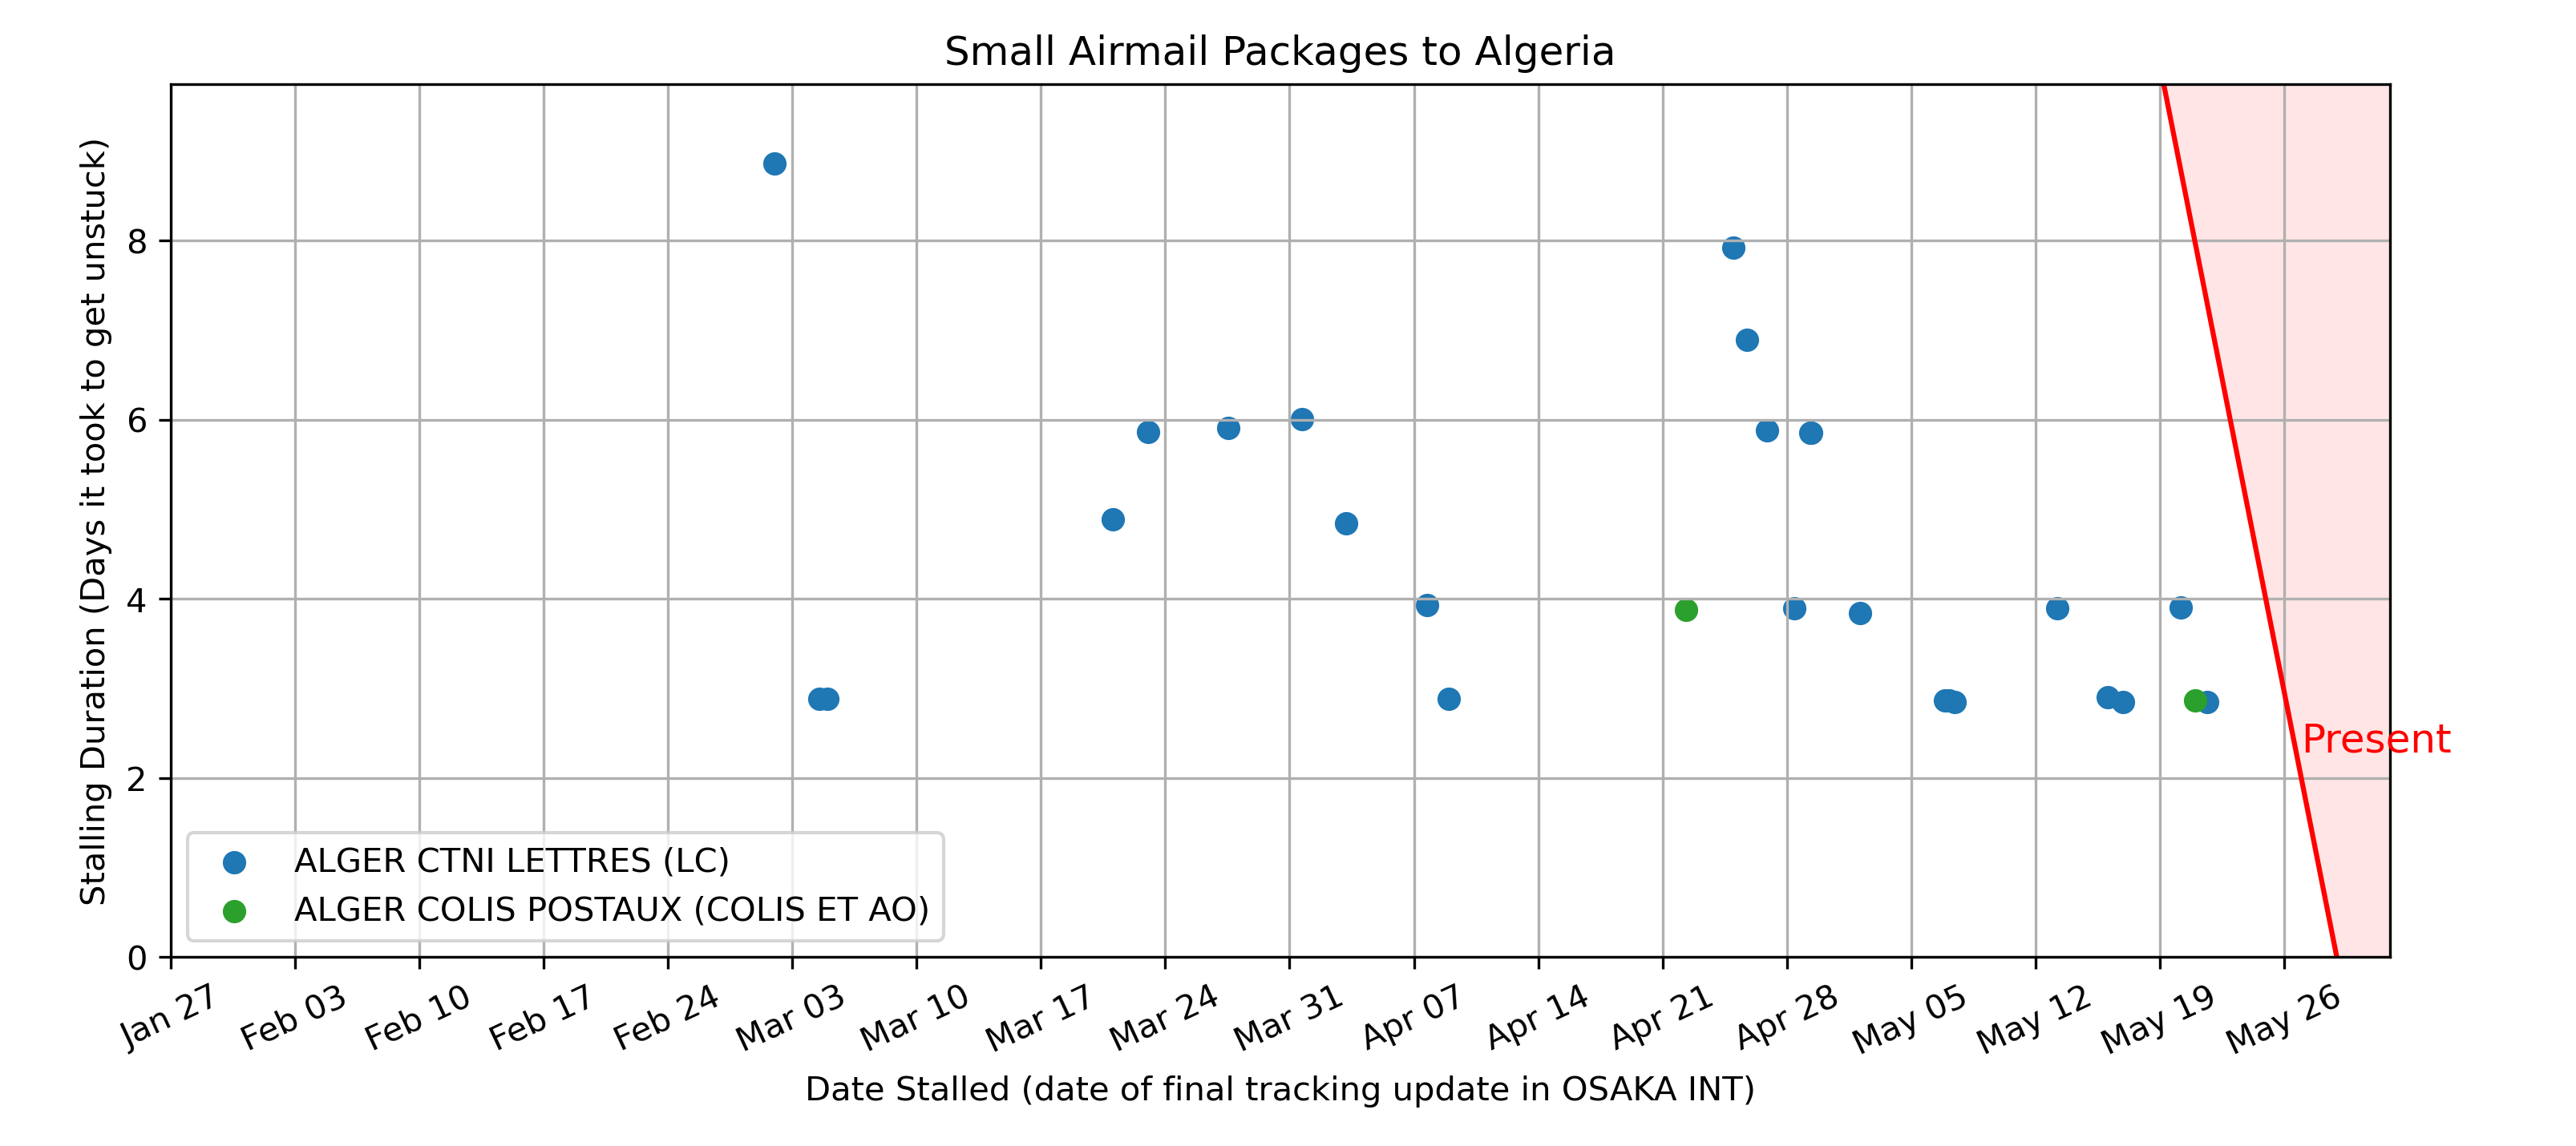 Small Airmail Packages to Algeria
Stalling Duration (Days it took to get unstuck)
8
6
4
2
0
Present
ALGER CTNI LETTRES (LC)
ALGER COLIS POSTAUX (COLIS ET AO)
Jan 27
Feb 03
Feb 10
Feb 17
Feb 24
Mar 03
Mar 10
Mar 17
Mar 24
Mar 31
Apr 07
Apr 14
Apr 21
Apr 28
May 05
May 12
May 19
May 26
Date Stalled (date of final tracking update in OSAKA INT)